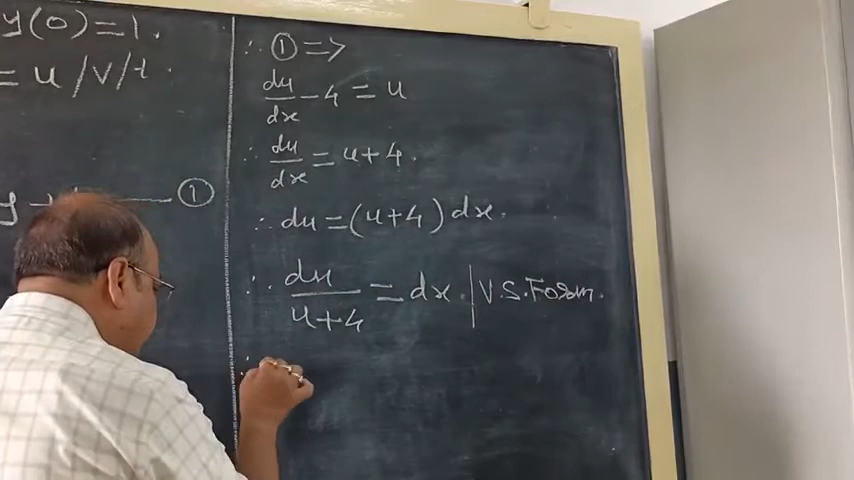 y(0)=1.
= u/v/t.
y + ——— ①
∴ ① =>
du/dx - 4 = u
∴ du/dx = u+4.
∴ du = (u+4) dx.
∴ du/u+4 = dx. | V.S. Form.
∴